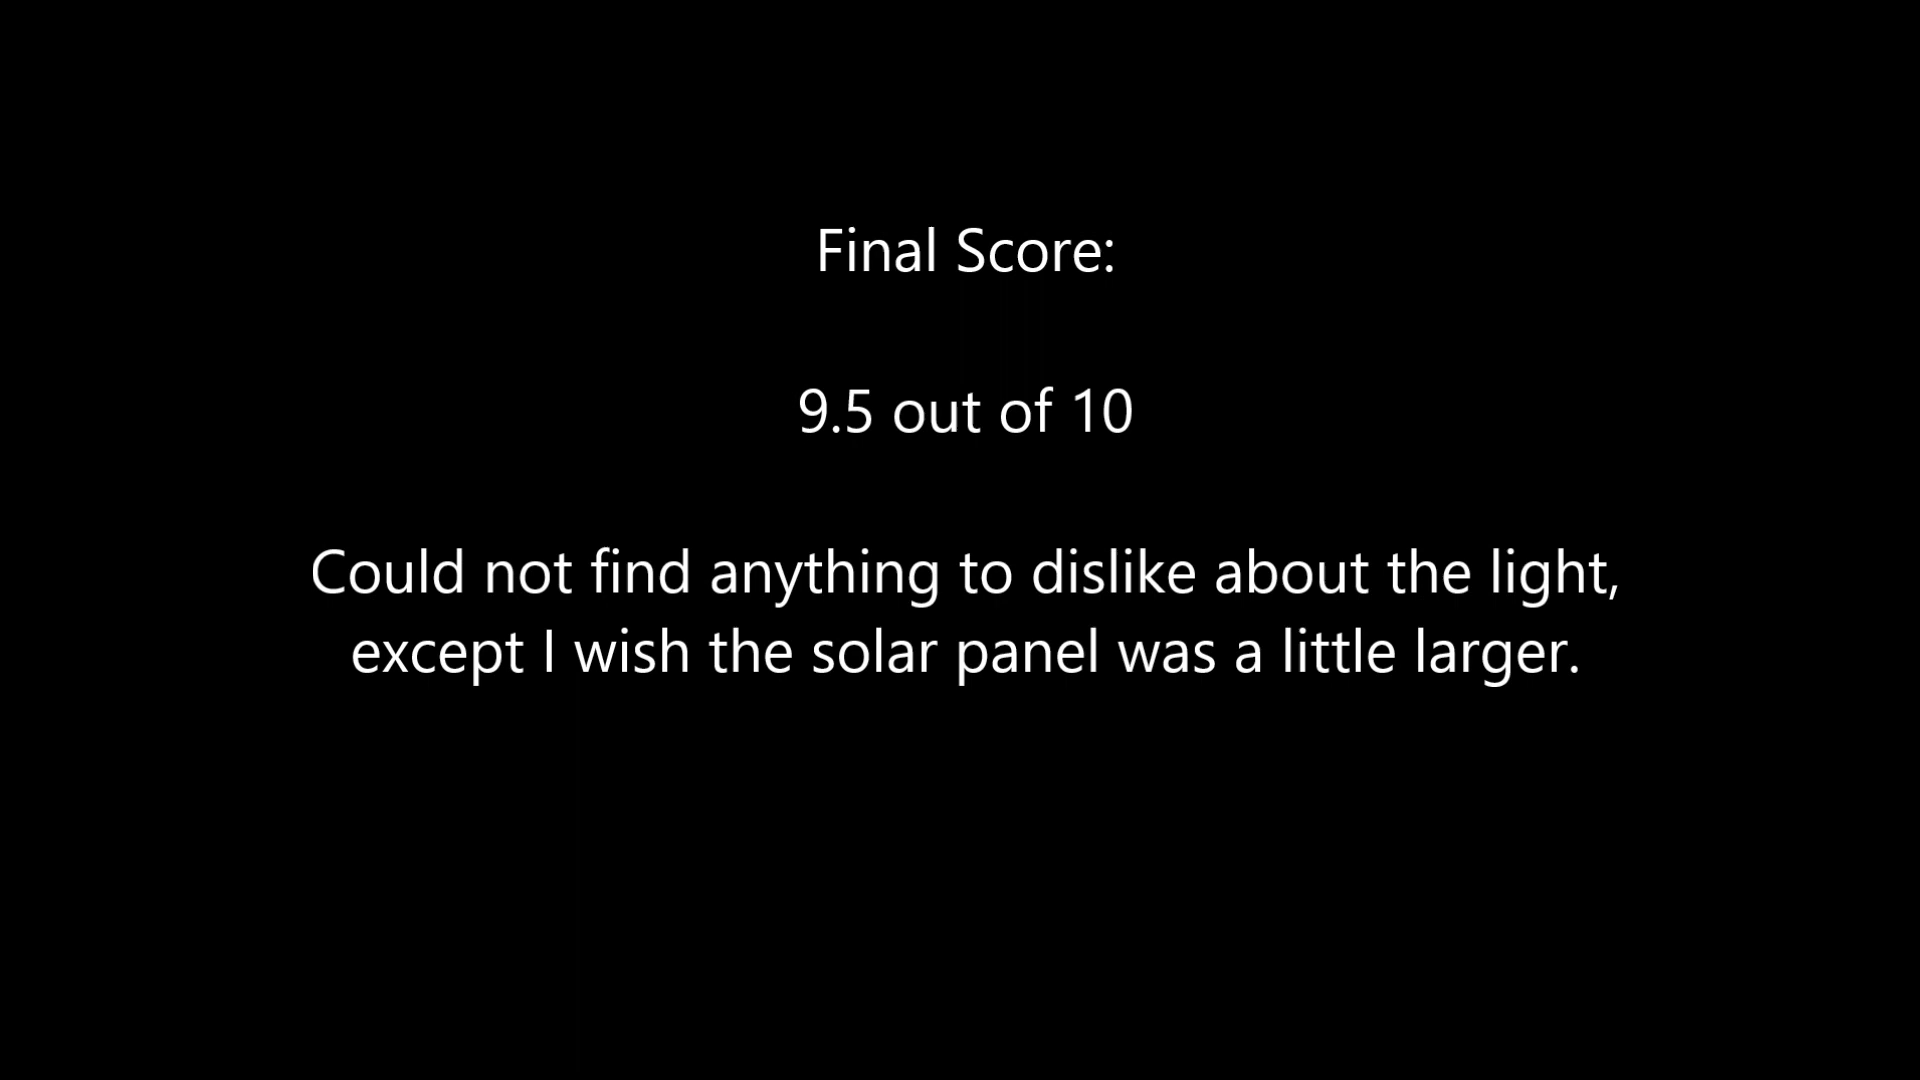 Final Score:
9.5 out of 10
Could not find anything to dislike about the light,
except I wish the solar panel was a little larger.